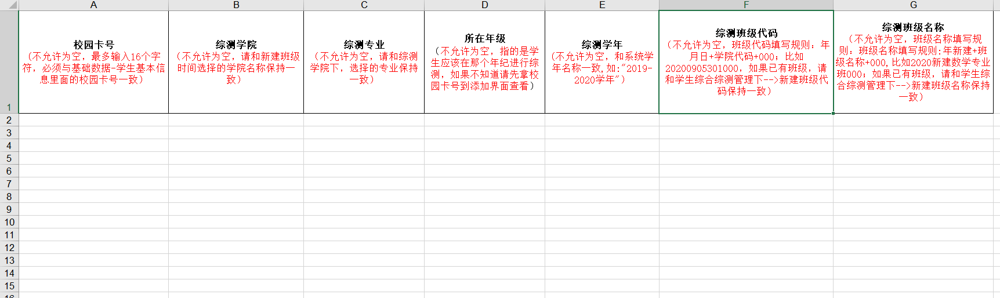 A B C D E F G
1
校园卡号
（不允许为空，最多输入16个字
符，必须与基础数据-学生基本信
息里面的校园卡号一致）
综测学院
（不允许为空，请和新建班级
时间选择的学院名称保持一
致）
综测专业
（不允许为空，请和综测
学院下，选择的专业保持
一致）
所在年级
（不允许为空，指的是学
生应该在那个年纪进行综
测，如果不知道请先拿校
园卡号到添加界面查看）
综测学年
（不允许为空，和系统学
年名称一致,如:"2019-
2020学年"）
综测班级代码
（不允许为空，班级代码填写规则：年
月日+学院代码+000；比如
20200905301000，如果已有班级，请
和学生综合综测管理下-->新建班级代
码保持一致）
综测班级名称
（不允许为空，班级名称填写规
则：班级名称填写规则:年新建+班
级名称+000,比如2020新建数学专业
班000；如果已有班级，请和学生综
合综测管理下-->新建班级名称保持
一致）
2
3
4
5
6
7
8
9
10
11
12
13
14
15
16